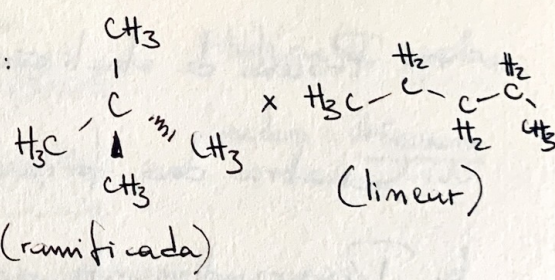 :
CH3
C
H3C
CH3
CH3
(ramificada)
x
H3C
H2
C
C
H2
H2
C
CH3
(linear)